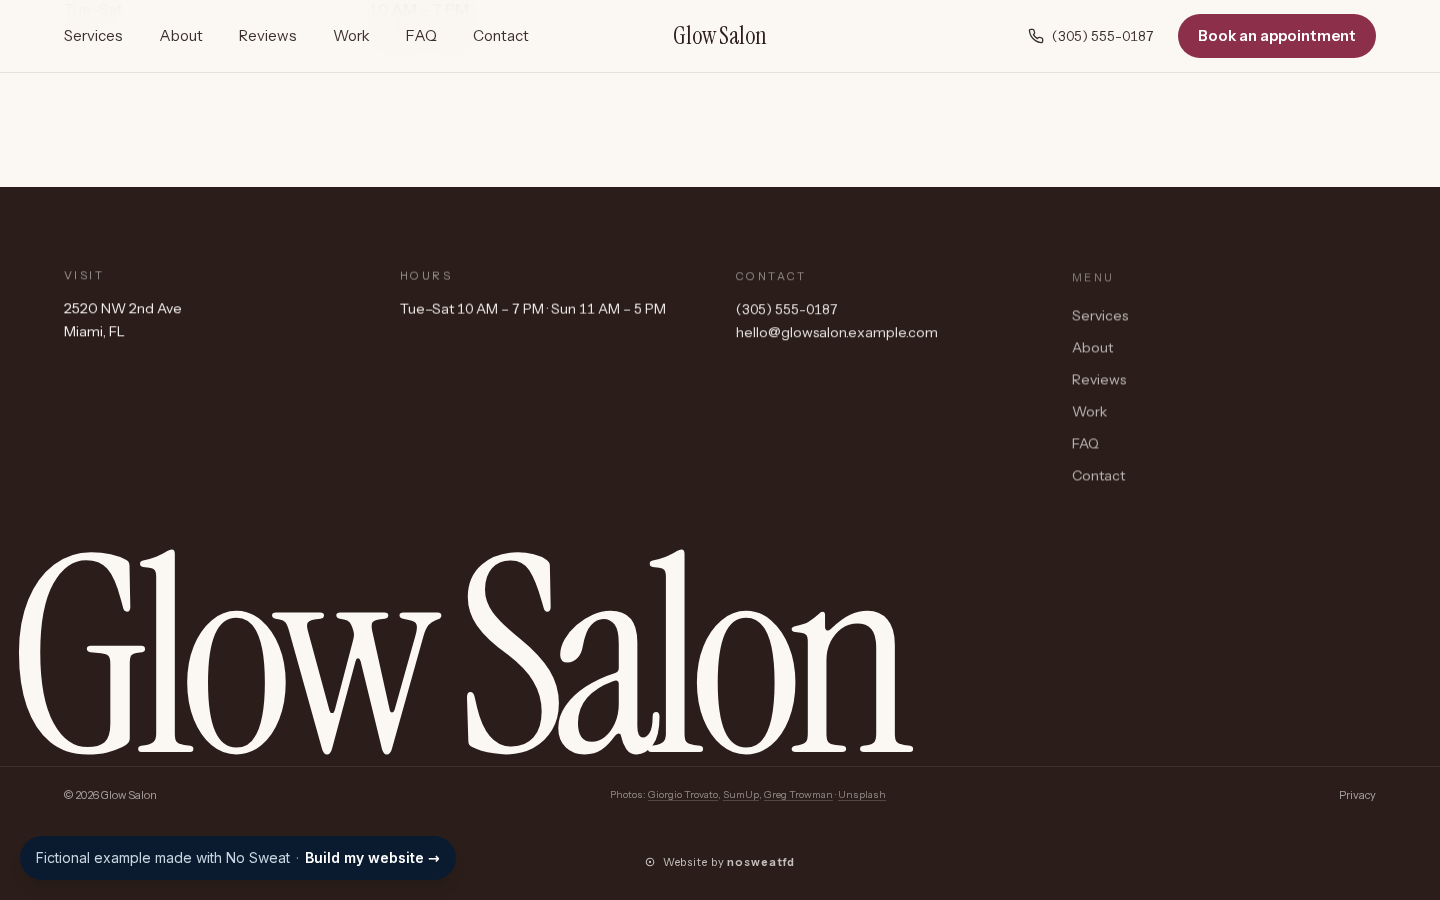 Services About Reviews Work FAQ Contact
Glow Salon
(305) 555-0187
Book an appointment
VISIT
2520 NW 2nd Ave
Miami, FL
HOURS
Tue–Sat 10 AM – 7 PM · Sun 11 AM – 5 PM
CONTACT
(305) 555-0187
hello@glowsalon.example.com
MENU
Services
About
Reviews
Work
FAQ
Contact
Glow Salon
© 2026 Glow Salon
Photos: Giorgio Trovato, SumUp, Greg Trowman · Unsplash
Privacy
Fictional example made with No Sweat · Build my website →
Website by nosweatfd